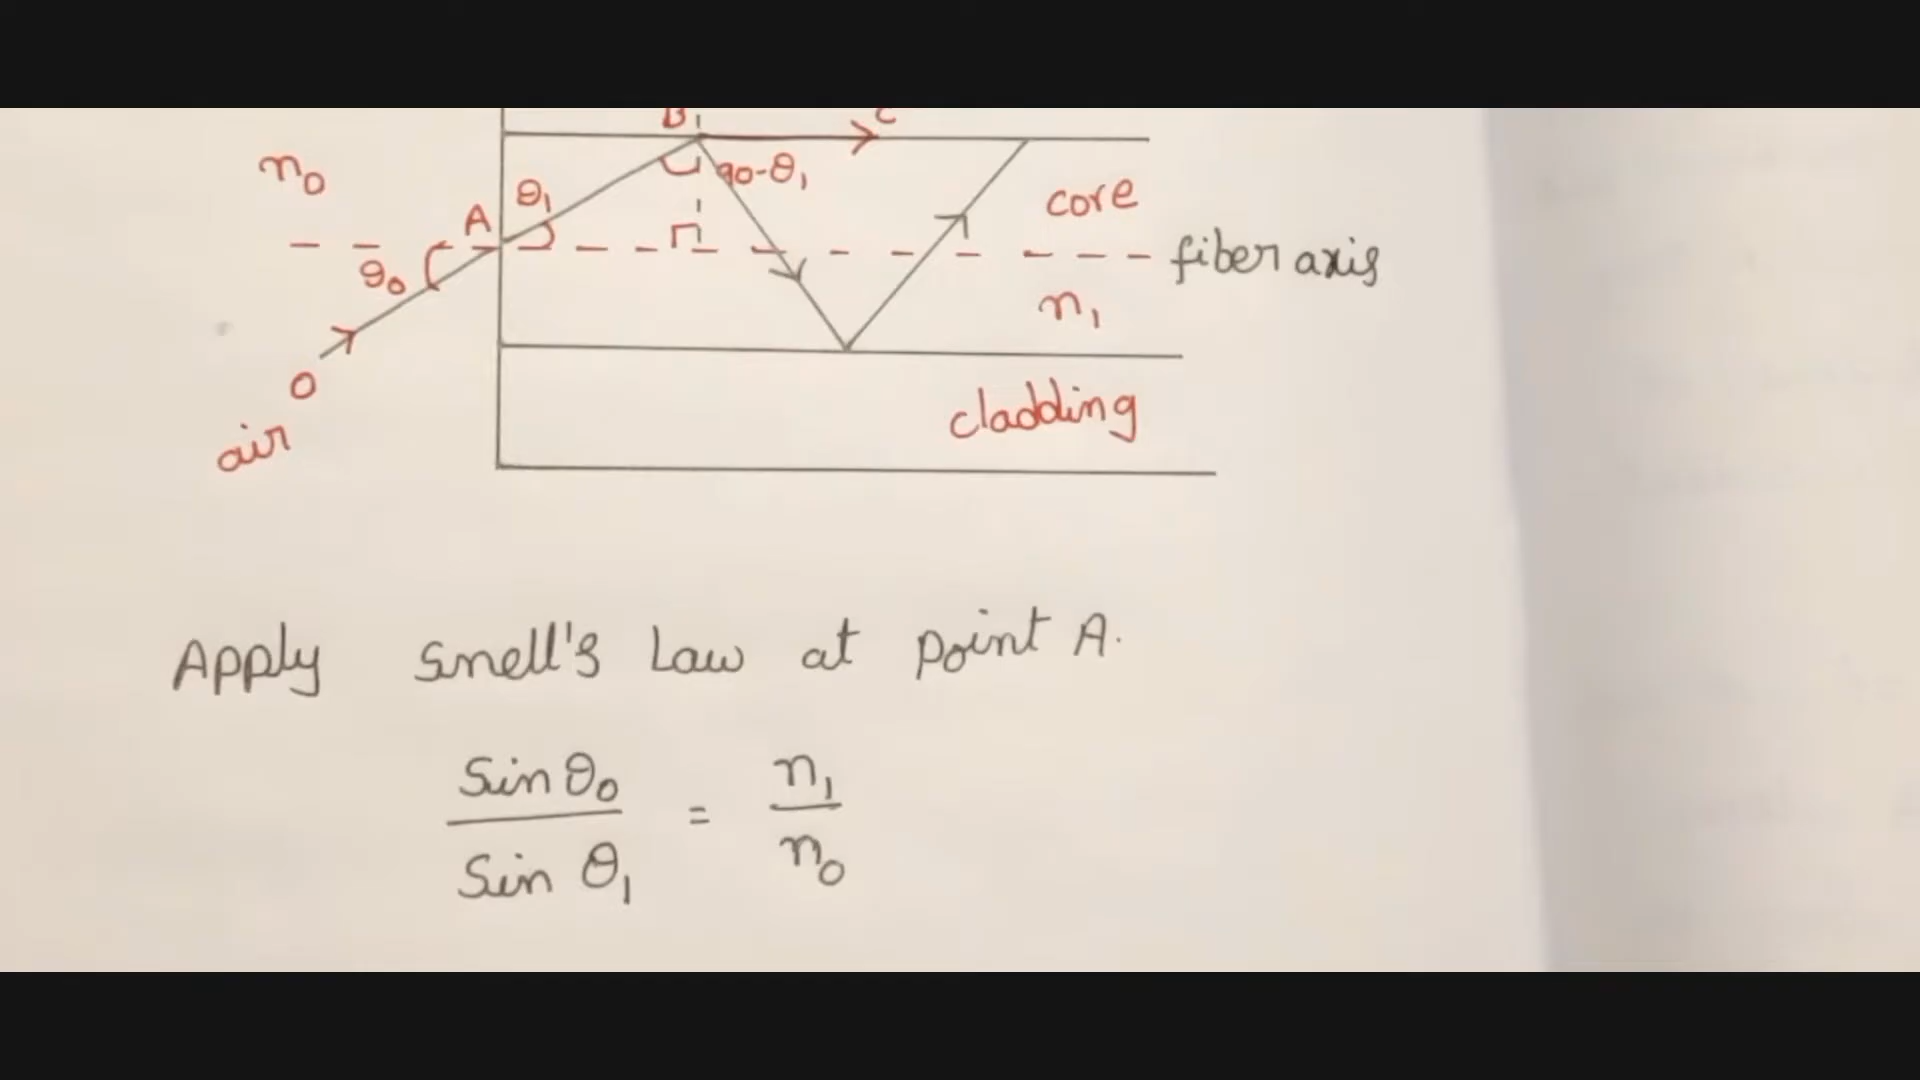 B
C
n₀
90-θ₁
θ₁
core
A
θ₀
fiber axis
n₁
O
air
cladding
Apply Snell's Law at point A.
Sin θ₀ / Sin θ₁ = n₁ / n₀